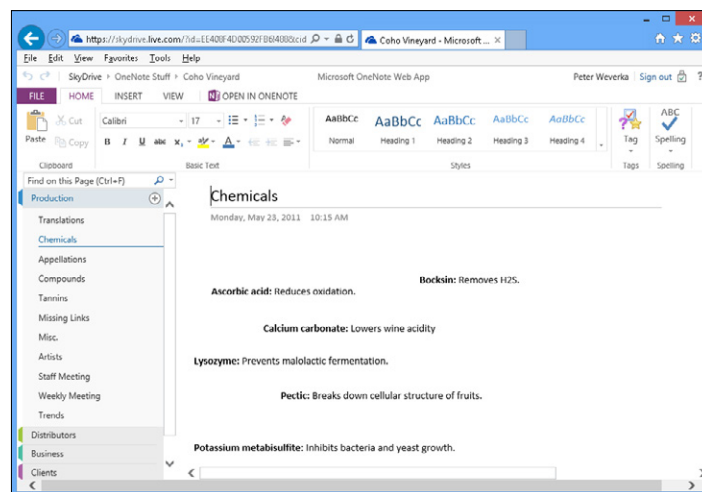 https://skydrive.live.com/?id=EE408F4D00592FB6!488&cid
Coho Vineyard - Microsoft ...
File Edit View Favorites Tools Help
SkyDrive › OneNote Stuff › Coho Vineyard
Microsoft OneNote Web App
Peter Weverka Sign out ?
FILE HOME INSERT VIEW OPEN IN ONENOTE
Paste
Cut
Copy
Clipboard
Calibri 17
B I U abc x,
A
Basic Text
AaBbCc AaBbCc AaBbCc AaBbCc AaBbCc
Normal Heading 1 Heading 2 Heading 3 Heading 4
Styles
Tag
Tags
ABC
Spelling
Spelling
Find on this Page (Ctrl+F)
Production
Translations
Chemicals
Appellations
Compounds
Tannins
Missing Links
Misc.
Artists
Staff Meeting
Weekly Meeting
Trends
Distributors
Business
Clients
Chemicals
Monday, May 23, 2011 10:15 AM
Bocksin: Removes H2S.
Ascorbic acid: Reduces oxidation.
Calcium carbonate: Lowers wine acidity
Lysozyme: Prevents malolactic fermentation.
Pectic: Breaks down cellular structure of fruits.
Potassium metabisulfite: Inhibits bacteria and yeast growth.